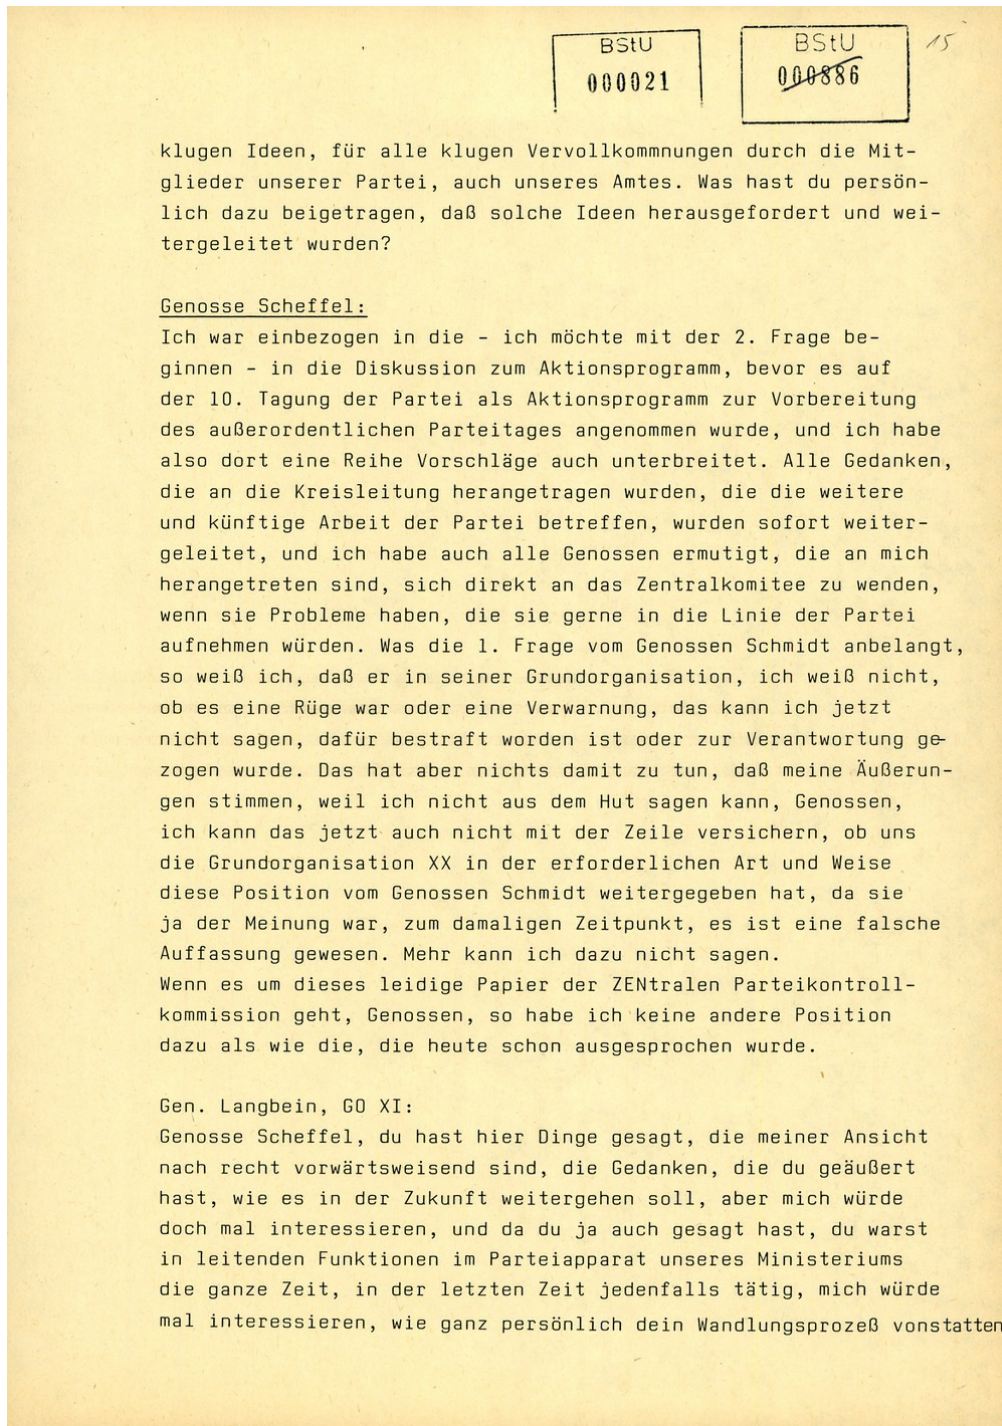 BStU
000021
BStU
000886
15
klugen Ideen, für alle klugen Vervollkommnungen durch die Mit-
glieder unserer Partei, auch unseres Amtes. Was hast du persön-
lich dazu beigetragen, daß solche Ideen herausgefordert und wei-
tergeleitet wurden?
Genosse Scheffel:
Ich war einbezogen in die - ich möchte mit der 2. Frage be-
ginnen - in die Diskussion zum Aktionsprogramm, bevor es auf
der 10. Tagung der Partei als Aktionsprogramm zur Vorbereitung
des außerordentlichen Parteitages angenommen wurde, und ich habe
also dort eine Reihe Vorschläge auch unterbreitet. Alle Gedanken,
die an die Kreisleitung herangetragen wurden, die die weitere
und künftige Arbeit der Partei betreffen, wurden sofort weiter-
geleitet, und ich habe auch alle Genossen ermutigt, die an mich
herangetreten sind, sich direkt an das Zentralkomitee zu wenden,
wenn sie Probleme haben, die sie gerne in die Linie der Partei
aufnehmen würden. Was die 1. Frage vom Genossen Schmidt anbelangt,
so weiß ich, daß er in seiner Grundorganisation, ich weiß nicht,
ob es eine Rüge war oder eine Verwarnung, das kann ich jetzt
nicht sagen, dafür bestraft worden ist oder zur Verantwortung ge-
zogen wurde. Das hat aber nichts damit zu tun, daß meine Äußerun-
gen stimmen, weil ich nicht aus dem Hut sagen kann, Genossen,
ich kann das jetzt auch nicht mit der Zeile versichern, ob uns
die Grundorganisation XX in der erforderlichen Art und Weise
diese Position vom Genossen Schmidt weitergegeben hat, da sie
ja der Meinung war, zum damaligen Zeitpunkt, es ist eine falsche
Auffassung gewesen. Mehr kann ich dazu nicht sagen.
Wenn es um dieses leidige Papier der ZENtralen Parteikontroll-
kommission geht, Genossen, so habe ich keine andere Position
dazu als wie die, die heute schon ausgesprochen wurde.
Gen. Langbein, GO XI:
Genosse Scheffel, du hast hier Dinge gesagt, die meiner Ansicht
nach recht vorwärtsweisend sind, die Gedanken, die du geäußert
hast, wie es in der Zukunft weitergehen soll, aber mich würde
doch mal interessieren, und da du ja auch gesagt hast, du warst
in leitenden Funktionen im Parteiapparat unseres Ministeriums
die ganze Zeit, in der letzten Zeit jedenfalls tätig, mich würde
mal interessieren, wie ganz persönlich dein Wandlungsprozeß vonstatten